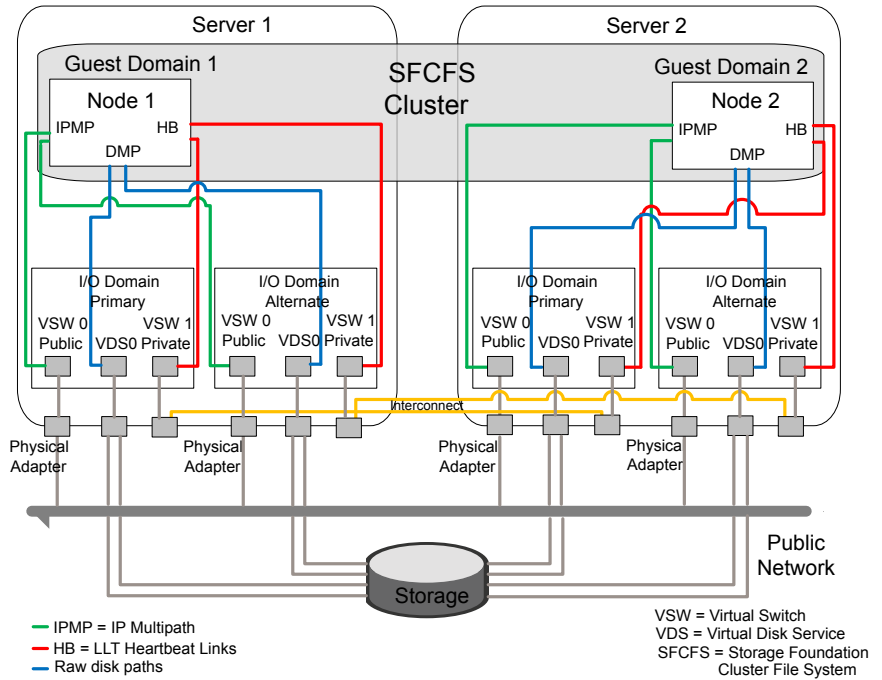 Server 1
Server 2
Guest Domain 1
SFCFS
Cluster
Guest Domain 2
Node 1
IPMP
HB
DMP
Node 2
IPMP
HB
DMP
I/O Domain
Primary
VSW 0
Public
VDS0
VSW 1
Private
I/O Domain
Alternate
VSW 0
Public
VDS0
VSW 1
Private
I/O Domain
Primary
VSW 0
Public
VDS0
VSW 1
Private
I/O Domain
Alternate
VSW 0
Public
VDS0
VSW 1
Private
Interconnect
Physical
Adapter
Physical
Adapter
Physical
Adapter
Physical
Adapter
Public
Network
Storage
IPMP = IP Multipath
HB = LLT Heartbeat Links
Raw disk paths
VSW = Virtual Switch
VDS = Virtual Disk Service
SFCFS = Storage Foundation
Cluster File System